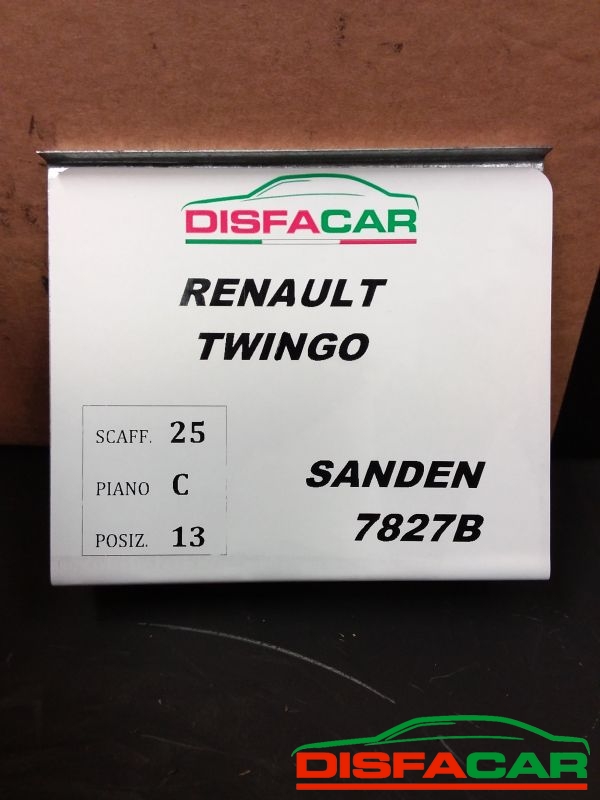 DISFACAR
RENAULT
TWINGO
SCAFF. 25
PIANO C
POSIZ. 13
SANDEN
7827B
DISFACAR